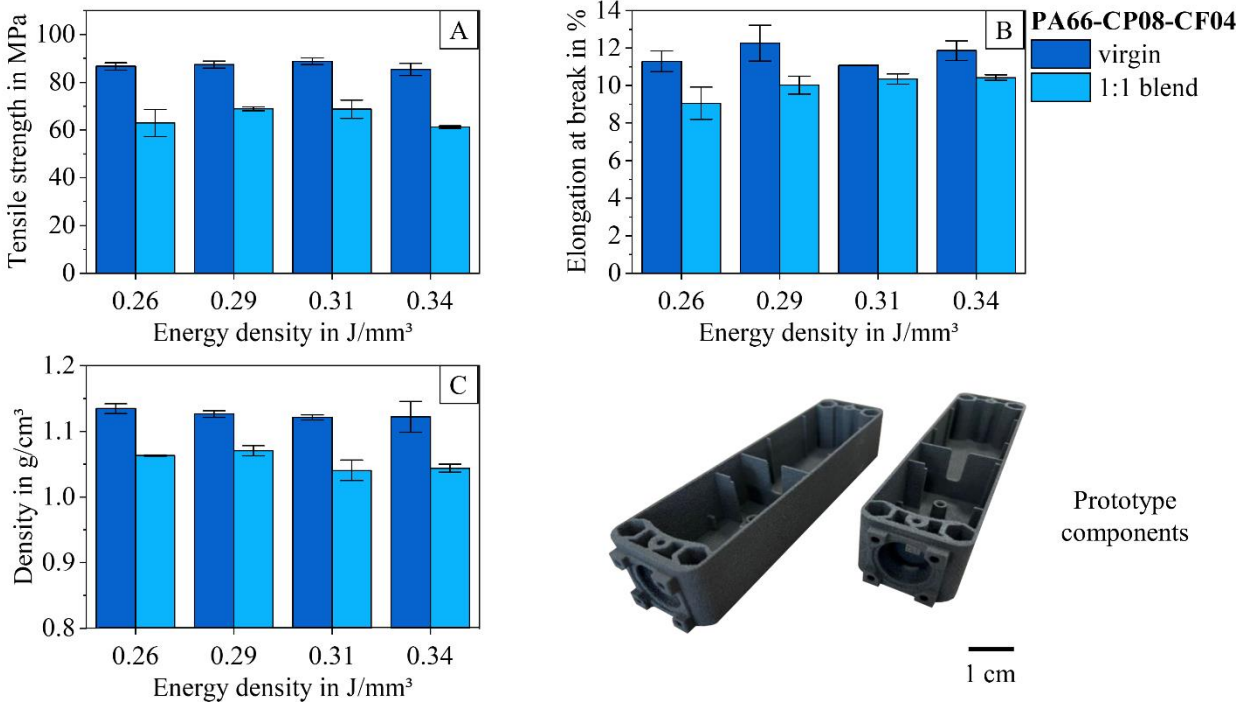 A
Tensile strength in MPa
100
80
60
40
20
0
0.26 0.29 0.31 0.34
Energy density in J/mm³
B
Elongation at break in %
14
12
10
8
6
4
2
0
0.26 0.29 0.31 0.34
Energy density in J/mm³
PA66-CP08-CF04
virgin
1:1 blend
C
Density in g/cm³
1.2
1.1
1.0
0.9
0.8
0.26 0.29 0.31 0.34
Energy density in J/mm³
Prototype
components
1 cm